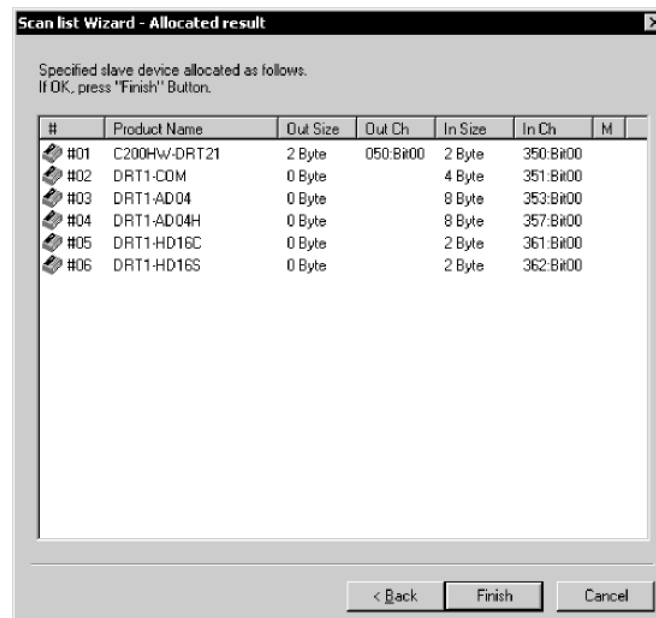 Scan list Wizard - Allocated result
Specified slave device allocated as follows.
If OK, press "Finish" Button.
# Product Name Out Size Out Ch In Size In Ch M
#01 C200HW-DRT21 2 Byte 050:Bit00 2 Byte 350:Bit00
#02 DRT1-COM 0 Byte 4 Byte 351:Bit00
#03 DRT1-AD04 0 Byte 8 Byte 353:Bit00
#04 DRT1-AD04H 0 Byte 8 Byte 357:Bit00
#05 DRT1-HD16C 0 Byte 2 Byte 361:Bit00
#06 DRT1-HD16S 0 Byte 2 Byte 362:Bit00
< Back Finish Cancel